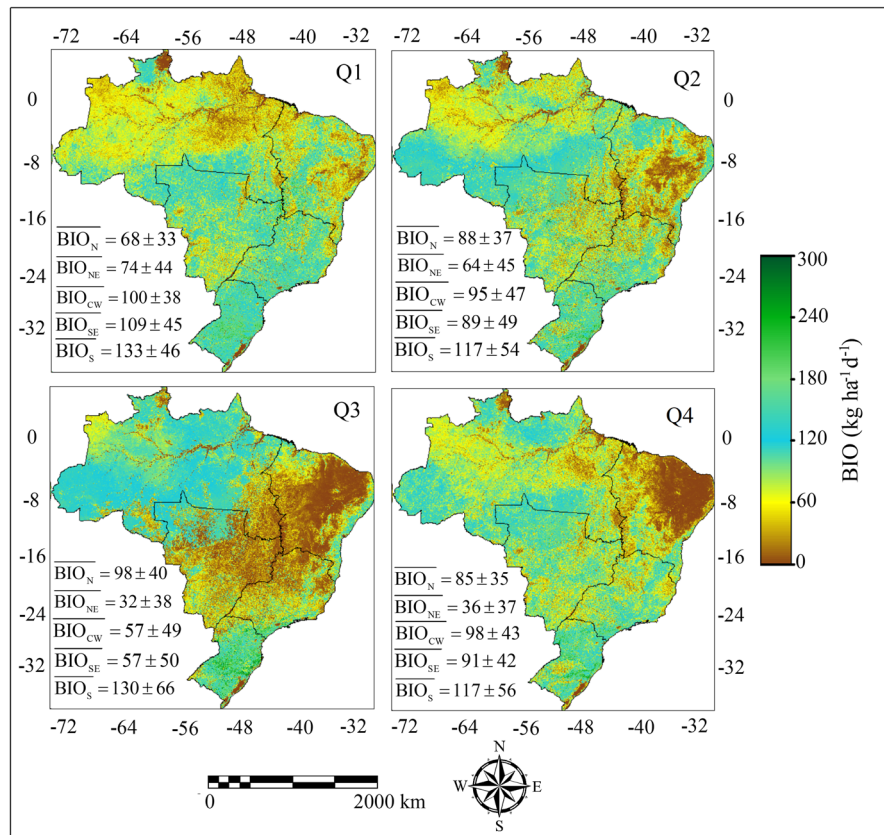 -72 -64 -56 -48 -40 -32
-72 -64 -56 -48 -40 -32
Q1
Q2
0
0
-8
-8
-16
-16
-24
-24
-32
-32
BIO_N = 68 ± 33
BIO_NE = 74 ± 44
BIO_CW = 100 ± 38
BIO_SE = 109 ± 45
BIO_S = 133 ± 46
BIO_N = 88 ± 37
BIO_NE = 64 ± 45
BIO_CW = 95 ± 47
BIO_SE = 89 ± 49
BIO_S = 117 ± 54
Q3
Q4
0
0
-8
-8
-16
-16
-24
-24
-32
-32
BIO_N = 98 ± 40
BIO_NE = 32 ± 38
BIO_CW = 57 ± 49
BIO_SE = 57 ± 50
BIO_S = 130 ± 66
BIO_N = 85 ± 35
BIO_NE = 36 ± 37
BIO_CW = 98 ± 43
BIO_SE = 91 ± 42
BIO_S = 117 ± 56
-72 -64 -56 -48 -40 -32
-72 -64 -56 -48 -40 -32
300
240
180
120
60
0
BIO (kg ha⁻¹ d⁻¹)
0 2000 km
N
W E
S